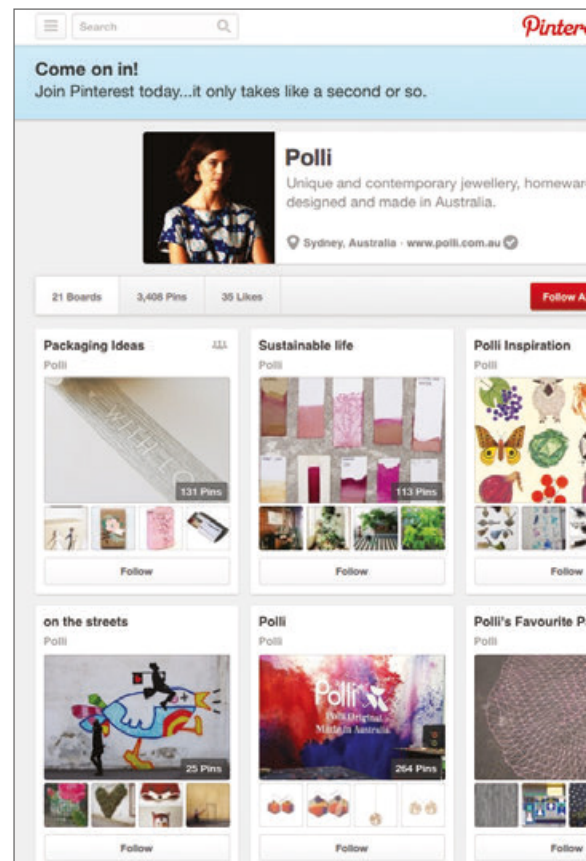 Search
Come on in!
Join Pinterest today...it only takes like a second or so.
Polli
Unique and contemporary jewellery,
designed and made in Australia.
Sydney, Australia · www.polli.com.au
21 Boards 3,408 Pins 35 Likes
Packaging Ideas Sustainable life Polli Inspiration
Polli Polli Polli
WITH
131 Pins 113 Pins
Follow Follow Follow
on the streets Polli Polli's Favourite
Polli Polli Polli
Polli
Polli Original
Made in Australia
25 Pins 264 Pins
Follow Follow Follow